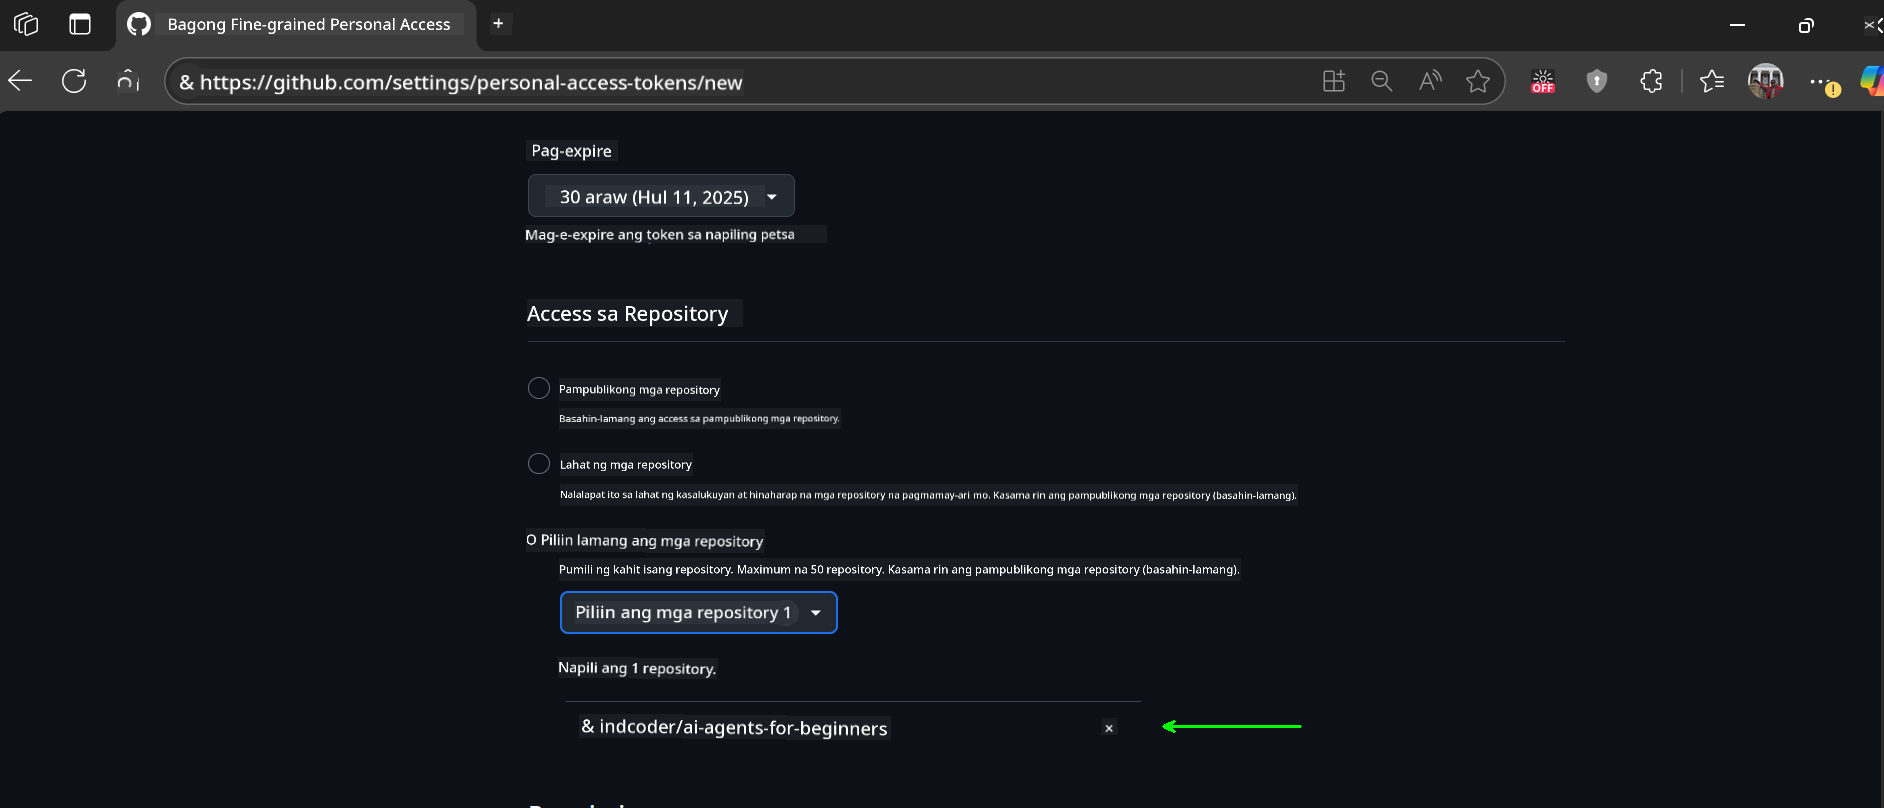 Bagong Fine-grained Personal Access
& https://github.com/settings/personal-access-tokens/new
OFF
Pag-expire
30 araw (Hul 11, 2025)
Mag-e-expire ang token sa napiling petsa
Access sa Repository
Pampublikong mga repository
Basahin-lamang ang access sa pampublikong mga repository.
Lahat ng mga repository
Nalalapat ito sa lahat ng kasalukuyan at hinaharap na mga repository na pagmamay-ari mo. Kasama rin ang pampublikong mga repository (basahin-lamang).
O Piliin lamang ang mga repository
Pumili ng kahit isang repository. Maximum na 50 repository. Kasama rin ang pampublikong mga repository (basahin-lamang).
Piliin ang mga repository 1
Napili ang 1 repository.
& indcoder/ai-agents-for-beginners